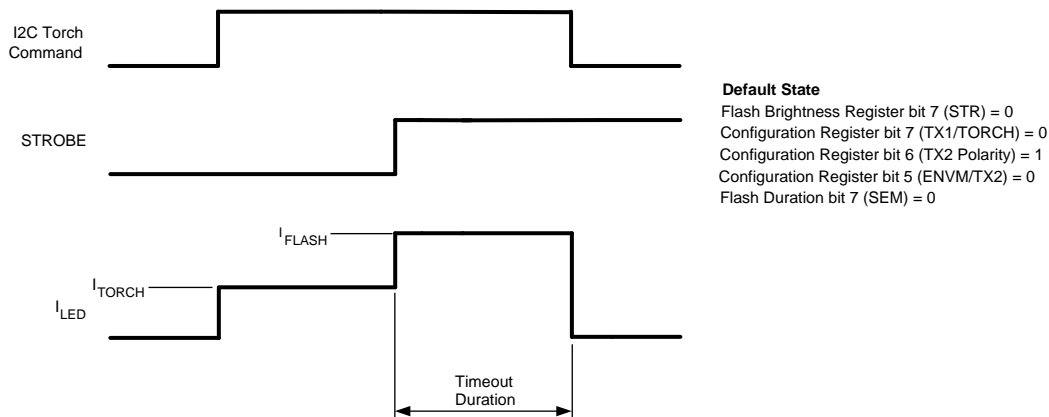 I2C Torch
Command
STROBE
Default State
Flash Brightness Register bit 7 (STR) = 0
Configuration Register bit 7 (TX1/TORCH) = 0
Configuration Register bit 6 (TX2 Polarity) = 1
Configuration Register bit 5 (ENVM/TX2) = 0
Flash Duration bit 7 (SEM) = 0
IFLASH
ITORCH
ILED
Timeout
Duration